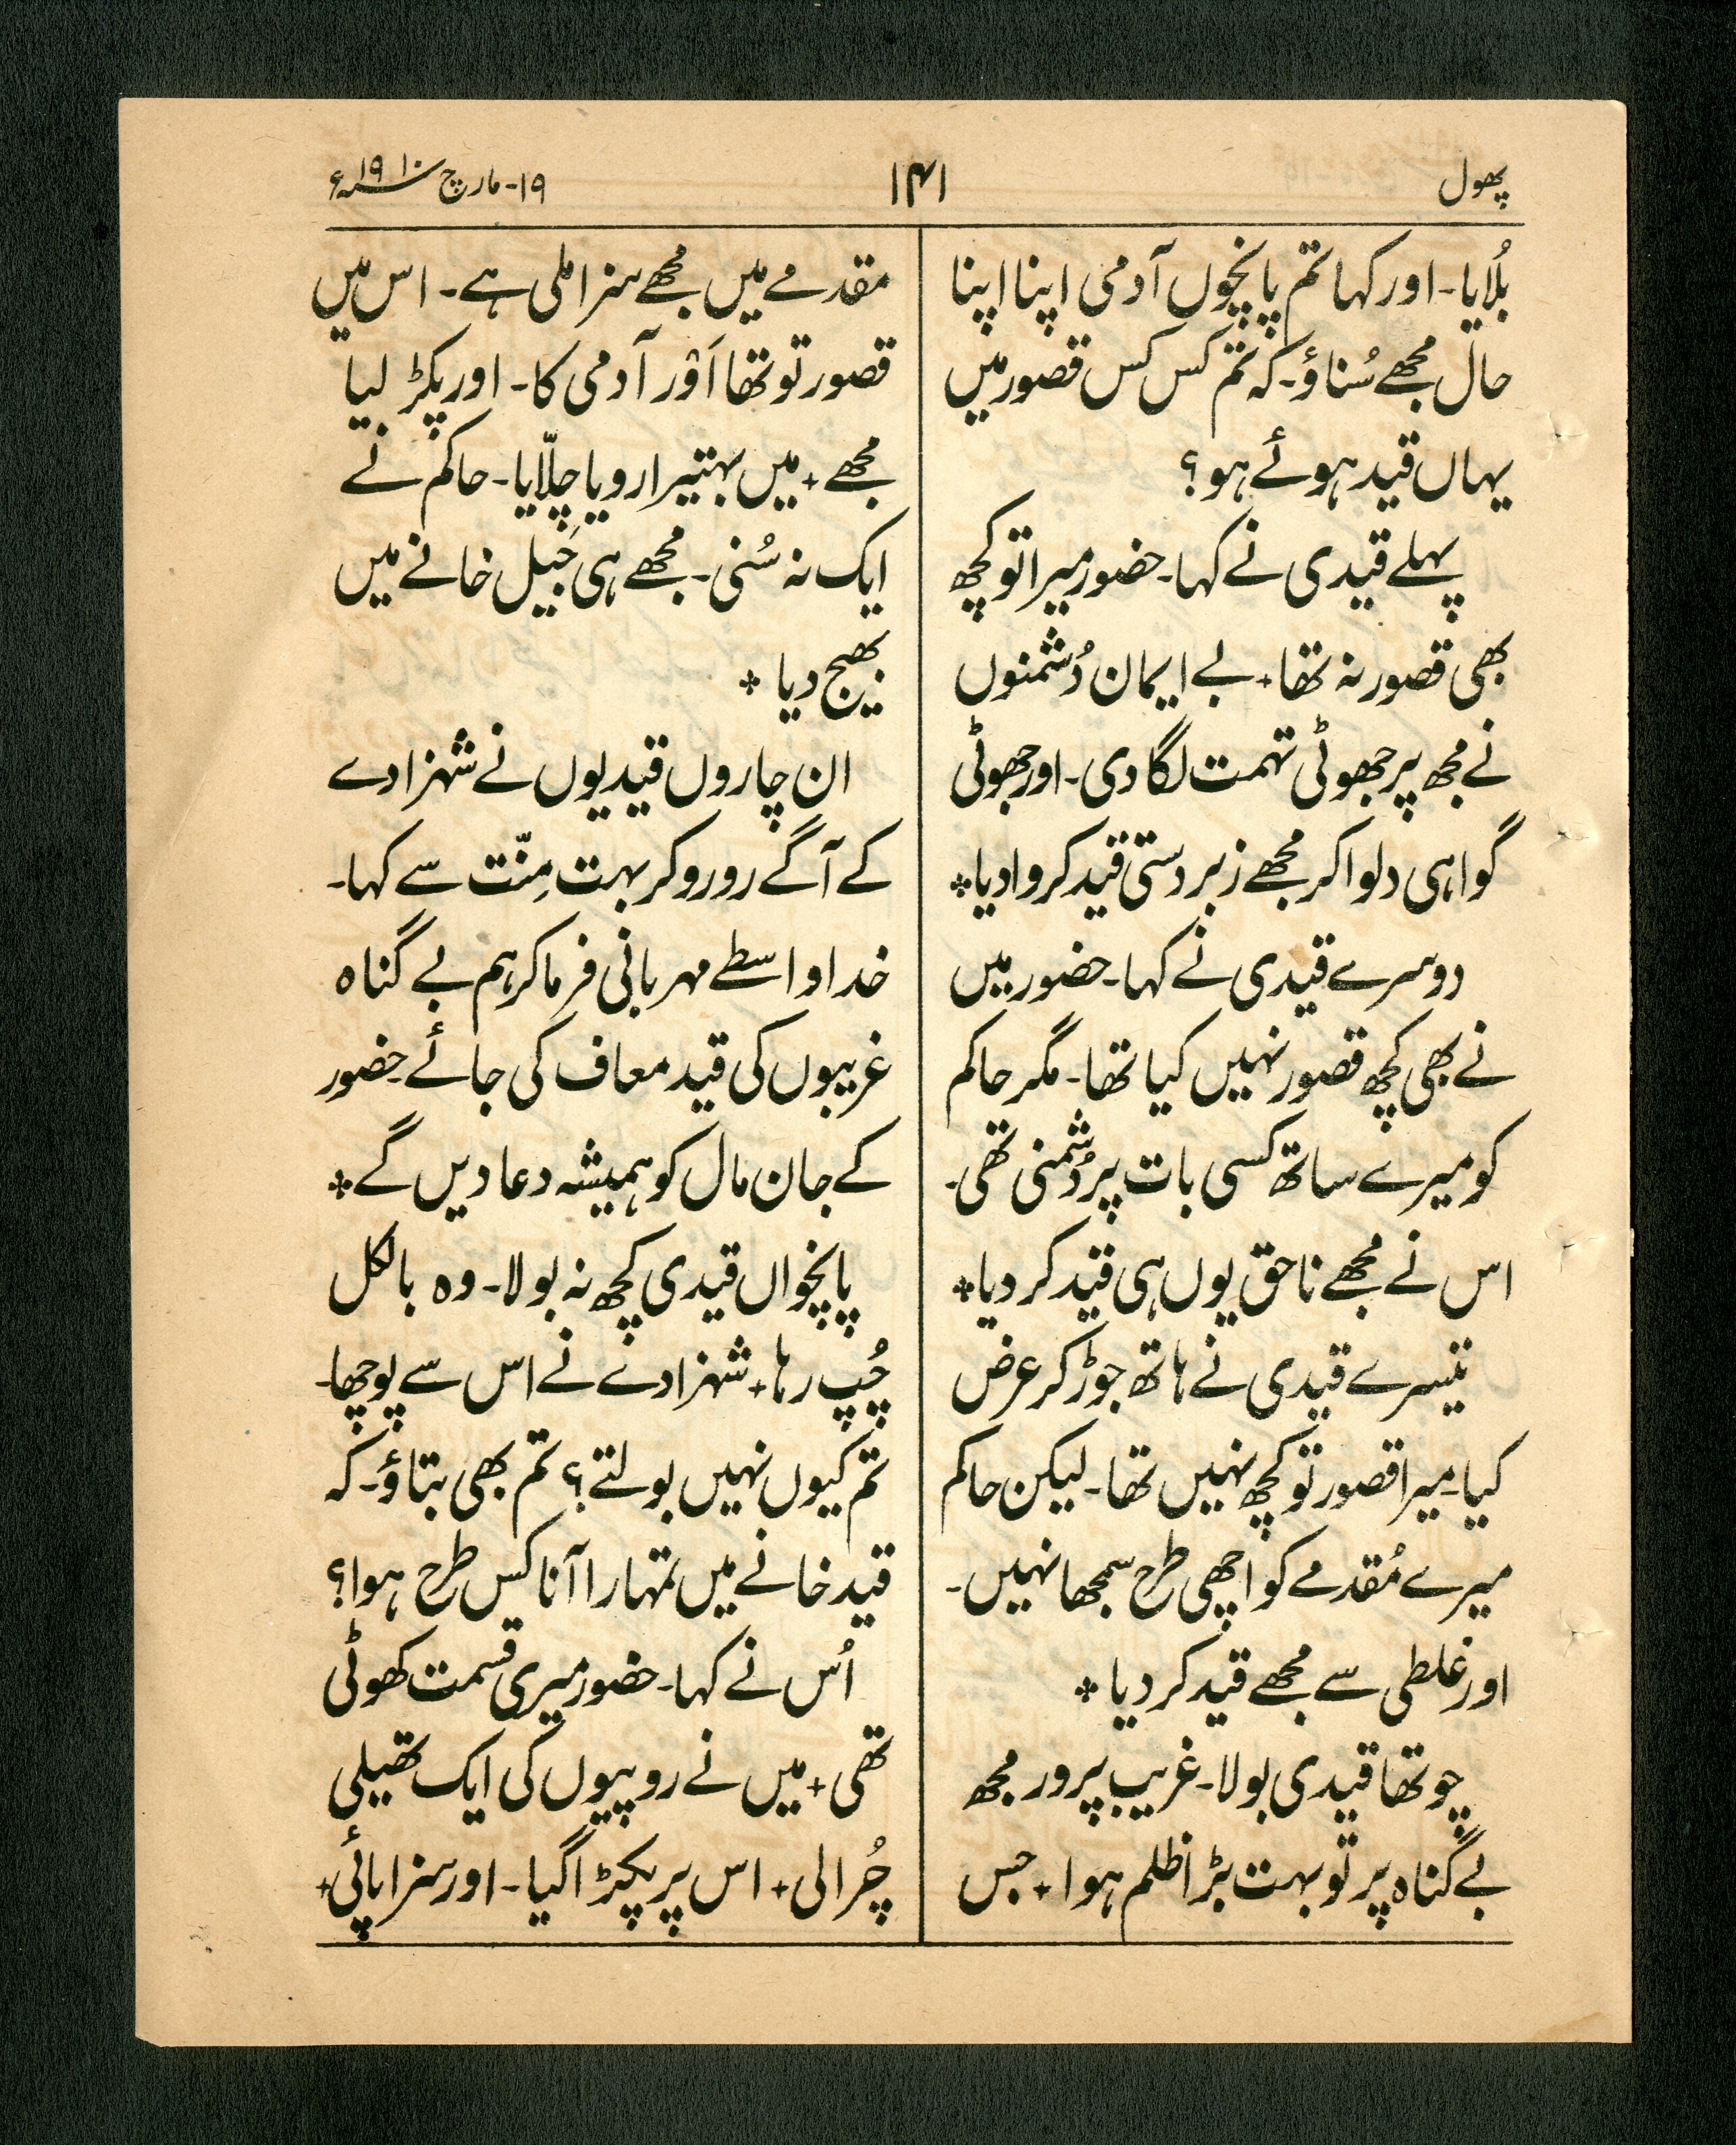 پھول
۱۴۱
۱۹-مارچ سنہ ۱۹۱۰ء
بُلایا۔ اور کہا تم پانچوں آدمی اپنا اپنا
حال مجھے سُناؤ۔ کہ تم کس کس قصور میں
یہاں قید ہوئے ہو؟
پہلے قیدی نے کہا۔ حضور میرا تو کچھ
بھی قصور نہ تھا+ بے ایمان دُشمنوں
نے مجھ پر جھوٹی تہمت لگا دی۔ اور جھوٹی
گواہی دلوا کر مجھے زبردستی قید کروا دیا ⁘
دوسرے قیدی نے کہا۔ حضور میں
نے بھی کچھ قصور نہیں کیا تھا۔ مگر حاکم
کو میرے ساتھ کسی بات پر دُشمنی تھی۔
اس نے مجھے ناحق یوں ہی قید کر دیا ⁘
تیسرے قیدی نے ہاتھ جوڑ کر عرض
کیا۔ میرا قصور تو کچھ نہیں تھا۔ لیکن حاکم
میرے مُقدمے کو اچھی طرح سمجھا نہیں۔
اور غلطی سے مجھے قید کر دیا ⁘
چوتھا قیدی بولا۔ غریب پرور مجھ
بے گناہ پر تو بہت بڑا ظلم ہوا+ جس
مقدمے میں مجھے سزا ملی ہے۔ اس میں
قصور تو تھا اَوْر آدمی کا۔ اور پکڑ لیا
مجھے+ میں بہتیرا رویا چِلّایا۔ حاکم نے
ایک نہ سُنی۔ مجھے ہی جَیل خانے میں
بھیج دیا ⁘
ان چاروں قیدیوں نے شہزادے
کے آگے رو رو کر بہت مِنّت سے کہا۔
خدا واسطے مہربانی فرما کر ہم بے گناہ
غریبوں کی قید معاف کی جائے۔ حضور
کے جان مال کو ہمیشہ دعا دیں گے ⁘
پانچواں قیدی کچھ نہ بولا۔ وہ بالکل
چُپ رہا+ شہزادے نے اس سے پوچھا۔
تم کیوں نہیں بولتے؟ تم بھی بتاؤ۔ کہ
قید خانے میں تمہارا آنا کس طرح ہوا؟
اُس نے کہا۔ حضور میری قسمت کھوٹی
تھی+ میں نے روپیوں کی ایک تھیلی
چُرا لی+ اس پر پکڑا گیا۔ اور سزا پائی+